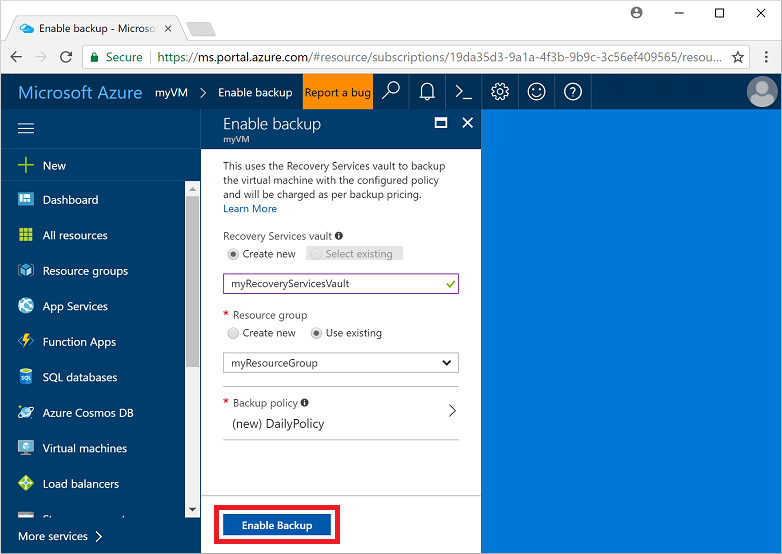 Enable backup - Microso
Secure https://ms.portal.azure.com/#resource/subscriptions/19da35d3-9a1a-4f3b-9b9c-3c56ef409565/resou...
Microsoft Azure myVM Enable backup Report a bug
New
Dashboard
All resources
Resource groups
App Services
Function Apps
SQL
SQL databases
Azure Cosmos DB
Virtual machines
Load balancers
More services
Enable backup
myVM
This uses the Recovery Services vault to backup
the virtual machine with the configured policy
and will be charged as per backup pricing.
Learn More
Recovery Services vault
Create new Select existing
myRecoveryServicesVault
* Resource group
Create new Use existing
myResourceGroup
* Backup policy
(new) DailyPolicy
Enable Backup